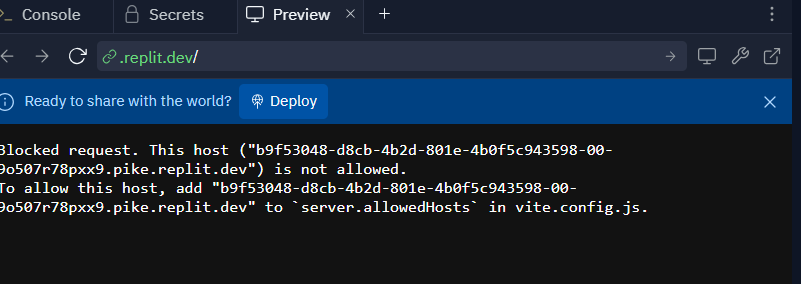 Console Secrets Preview
.replit.dev/
Ready to share with the world? Deploy
Blocked request. This host ("b9f53048-d8cb-4b2d-801e-4b0f5c943598-00-
9o507r78pxx9.pike.replit.dev") is not allowed.
To allow this host, add "b9f53048-d8cb-4b2d-801e-4b0f5c943598-00-
9o507r78pxx9.pike.replit.dev" to `server.allowedHosts` in vite.config.js.